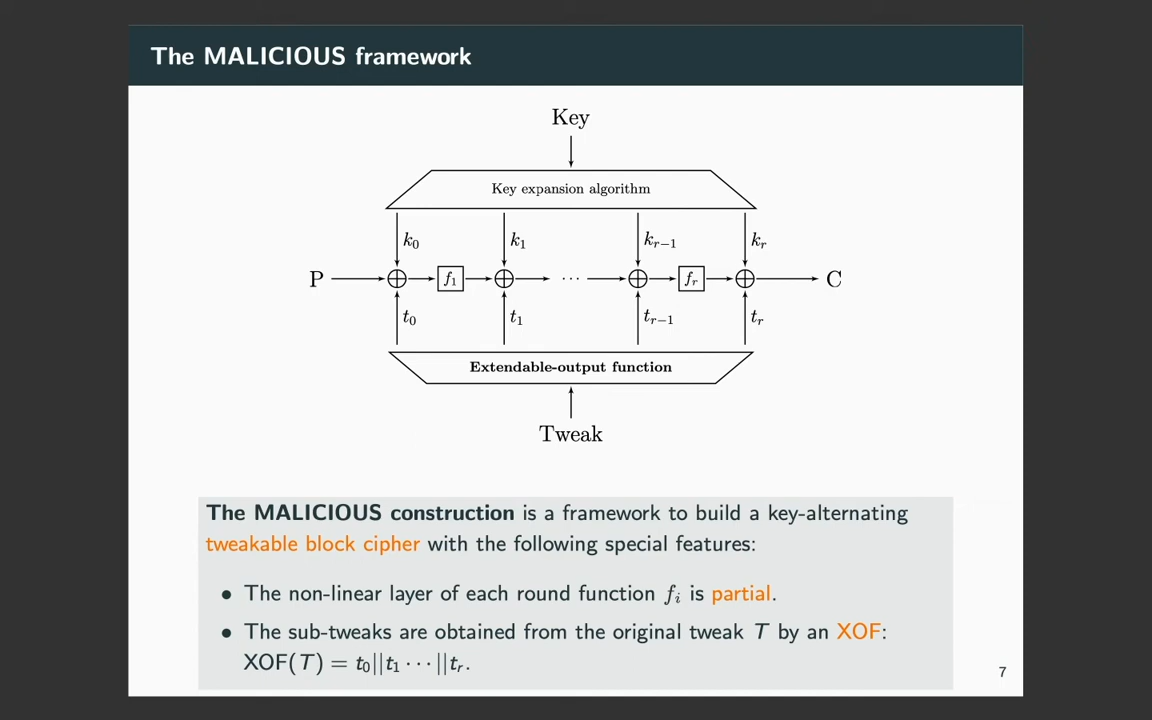 The MALICIOUS framework
Key
Key expansion algorithm
k₀ k₁ kᵣ₋₁ kᵣ
P ⊕ f₁ ⊕ ··· ⊕ fᵣ ⊕ C
t₀ t₁ tᵣ₋₁ tᵣ
Extendable-output function
Tweak
The MALICIOUS construction is a framework to build a key-alternating
tweakable block cipher with the following special features:
• The non-linear layer of each round function fᵢ is partial.
• The sub-tweaks are obtained from the original tweak T by an XOF:
XOF(T) = t₀||t₁ ··· ||tᵣ.
7